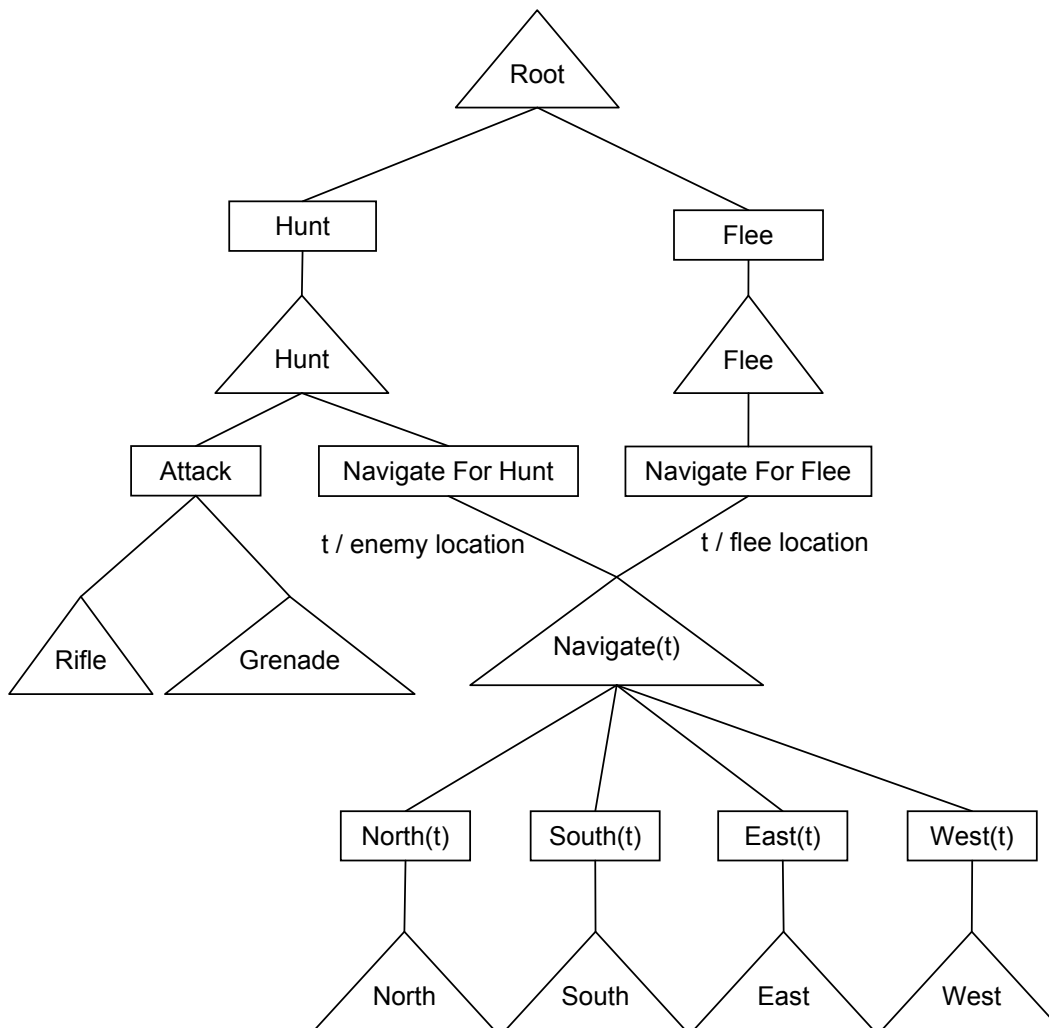 Root
Hunt
Flee
Hunt
Flee
Attack
Navigate For Hunt
Navigate For Flee
t / enemy location
t / flee location
Rifle
Grenade
Navigate(t)
North(t)
South(t)
East(t)
West(t)
North
South
East
West